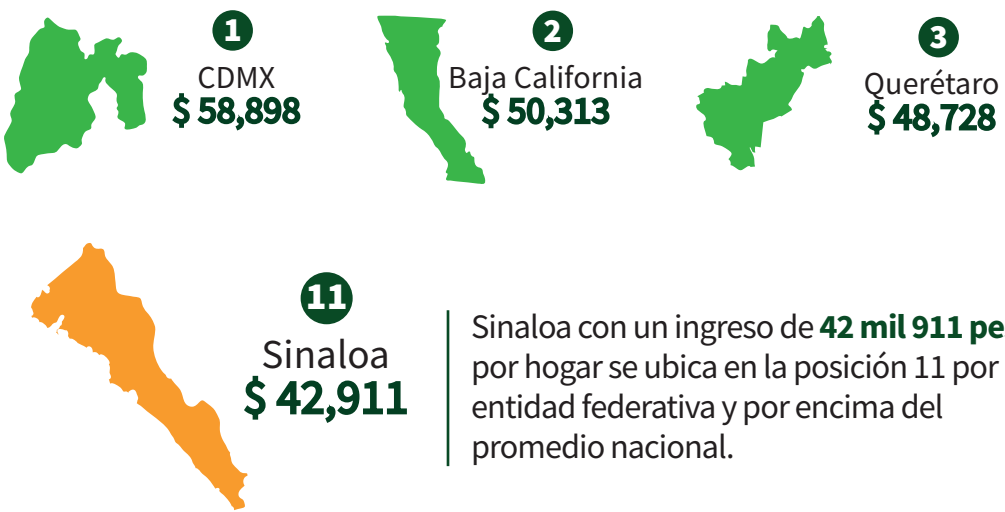 1
CDMX
$ 58,898
2
Baja California
$ 50,313
3
Querétaro
$ 48,728
11
Sinaloa
$ 42,911
Sinaloa con un ingreso de 42 mil 911 pe
por hogar se ubica en la posición 11 por
entidad federativa y por encima del
promedio nacional.